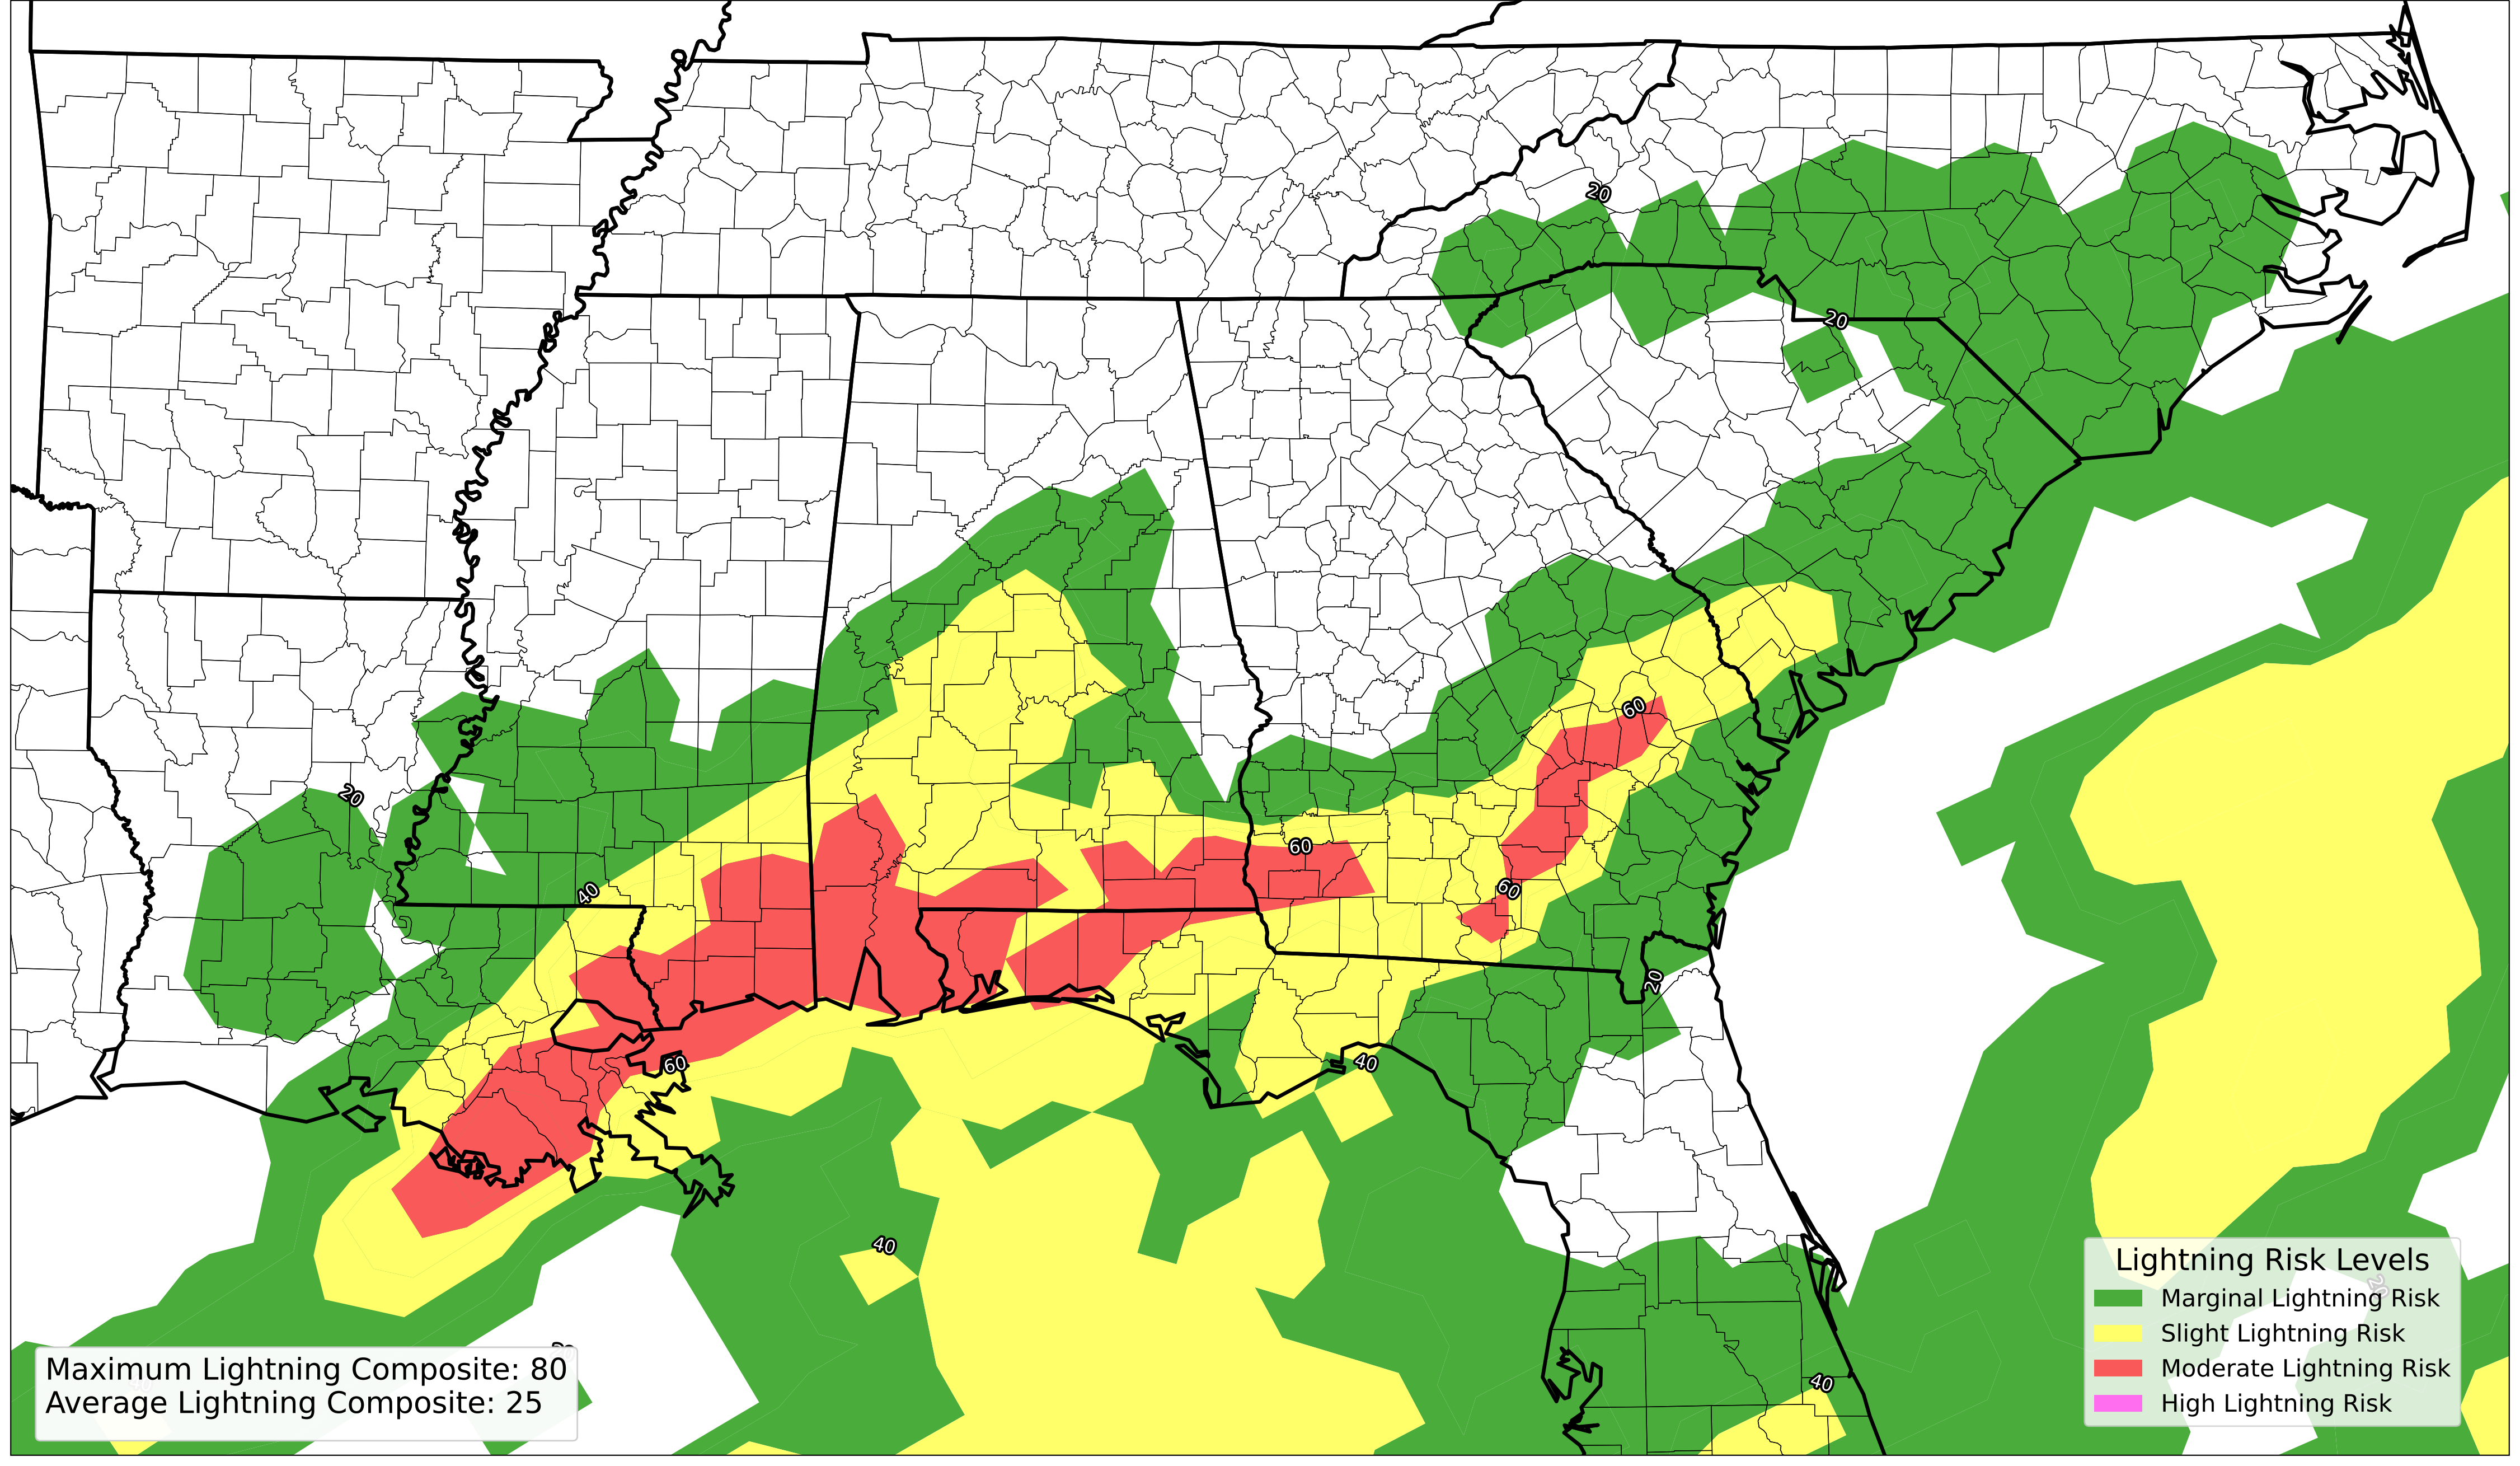 20
20
20
40
60
60
60
20
60
40
40
40
Maximum Lightning Composite: 80
Average Lightning Composite: 25
Lightning Risk Levels
Marginal Lightning Risk
Slight Lightning Risk
Moderate Lightning Risk
High Lightning Risk
20